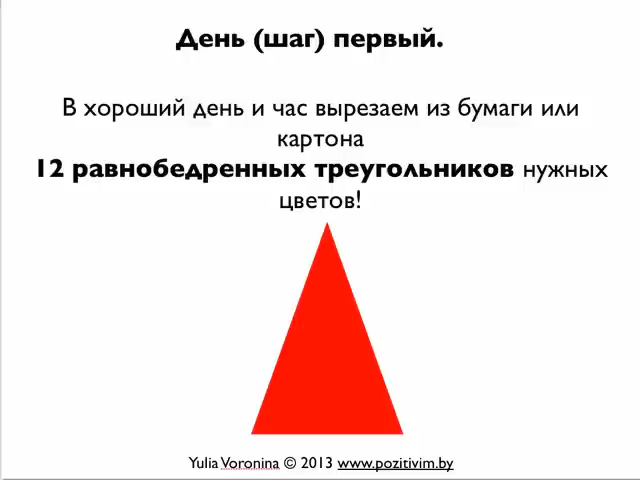 День (шаг) первый.
В хороший день и час вырезаем из бумаги или
картона
12 равнобедренных треугольников нужных
цветов!
Yulia Voronina © 2013 www.pozitivim.by